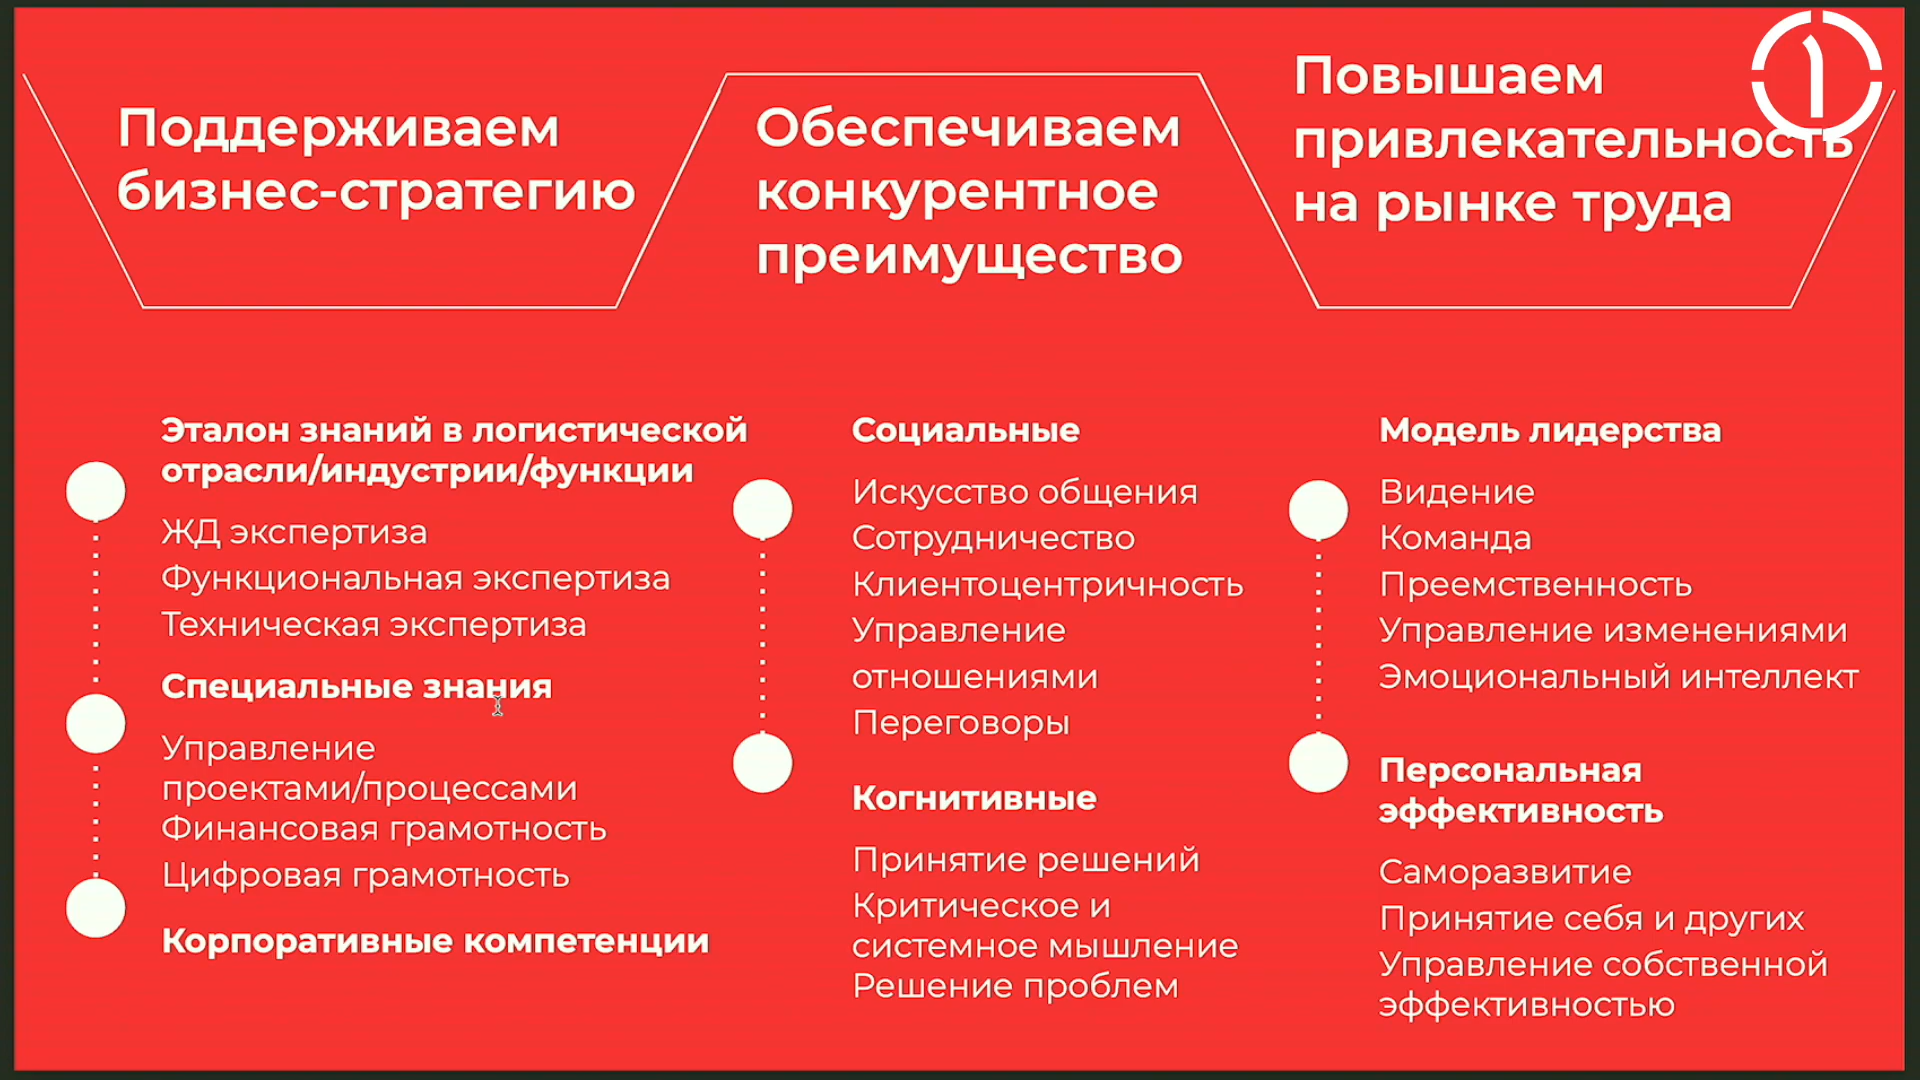 Поддерживаем
бизнес-стратегию
Обеспечиваем
конкурентное
преимущество
Повышаем
привлекательность
на рынке труда
1
Эталон знаний в логистической
отрасли/индустрии/функции
ЖД экспертиза
Функциональная экспертиза
Техническая экспертиза
Специальные знания
Управление
проектами/процессами
Финансовая грамотность
Цифровая грамотность
Корпоративные компетенции
Социальные
Искусство общения
Сотрудничество
Клиентоцентричность
Управление
отношениями
Переговоры
Когнитивные
Принятие решений
Критическое и
системное мышление
Решение проблем
Модель лидерства
Видение
Команда
Преемственность
Управление изменениями
Эмоциональный интеллект
Персональная
эффективность
Саморазвитие
Принятие себя и других
Управление собственной
эффективностью